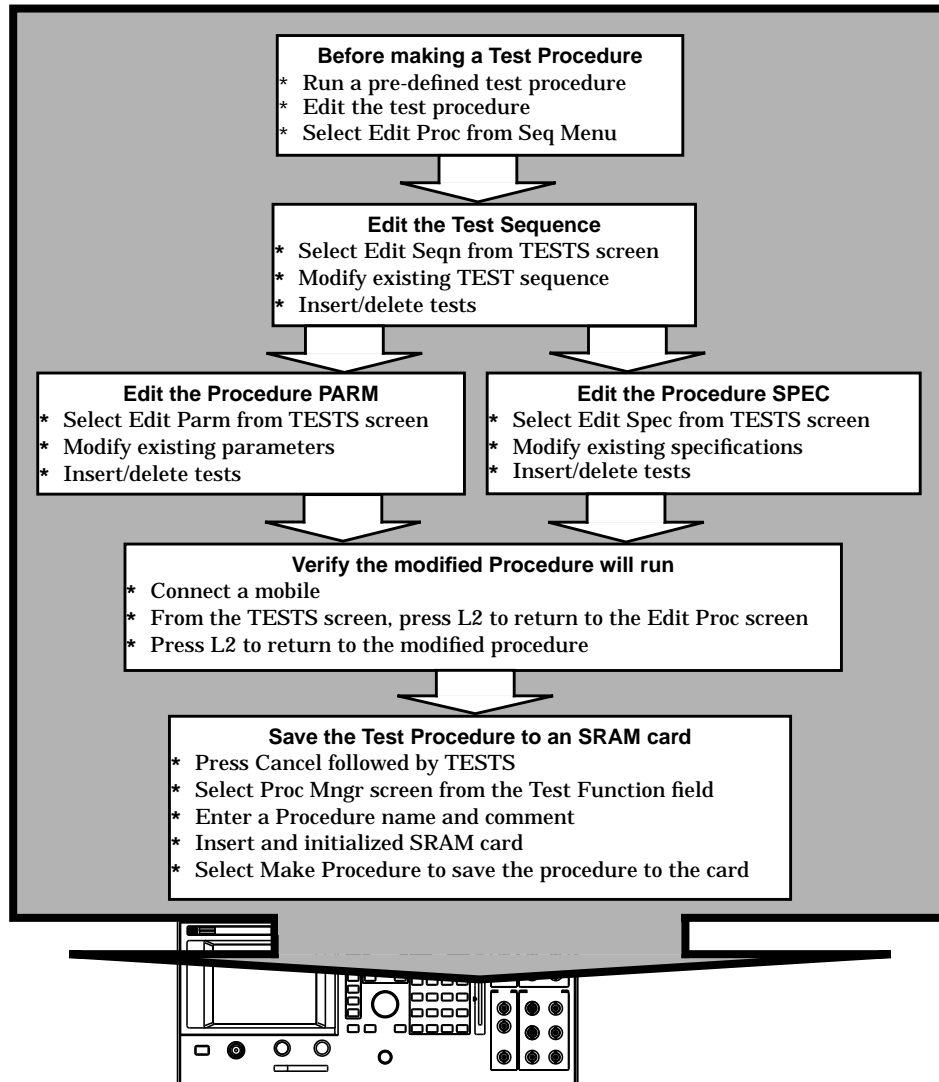 Before making a Test Procedure
* Run a pre-defined test procedure
* Edit the test procedure
* Select Edit Proc from Seq Menu
Edit the Test Sequence
* Select Edit Seqn from TESTS screen
* Modify existing TEST sequence
* Insert/delete tests
Edit the Procedure PARM
* Select Edit Parm from TESTS screen
* Modify existing parameters
* Insert/delete tests
Edit the Procedure SPEC
* Select Edit Spec from TESTS screen
* Modify existing specifications
* Insert/delete tests
Verify the modified Procedure will run
* Connect a mobile
* From the TESTS screen, press L2 to return to the Edit Proc screen
* Press L2 to return to the modified procedure
Save the Test Procedure to an SRAM card
* Press Cancel followed by TESTS
* Select Proc Mngr screen from the Test Function field
* Enter a Procedure name and comment
* Insert and initialized SRAM card
* Select Make Procedure to save the procedure to the card